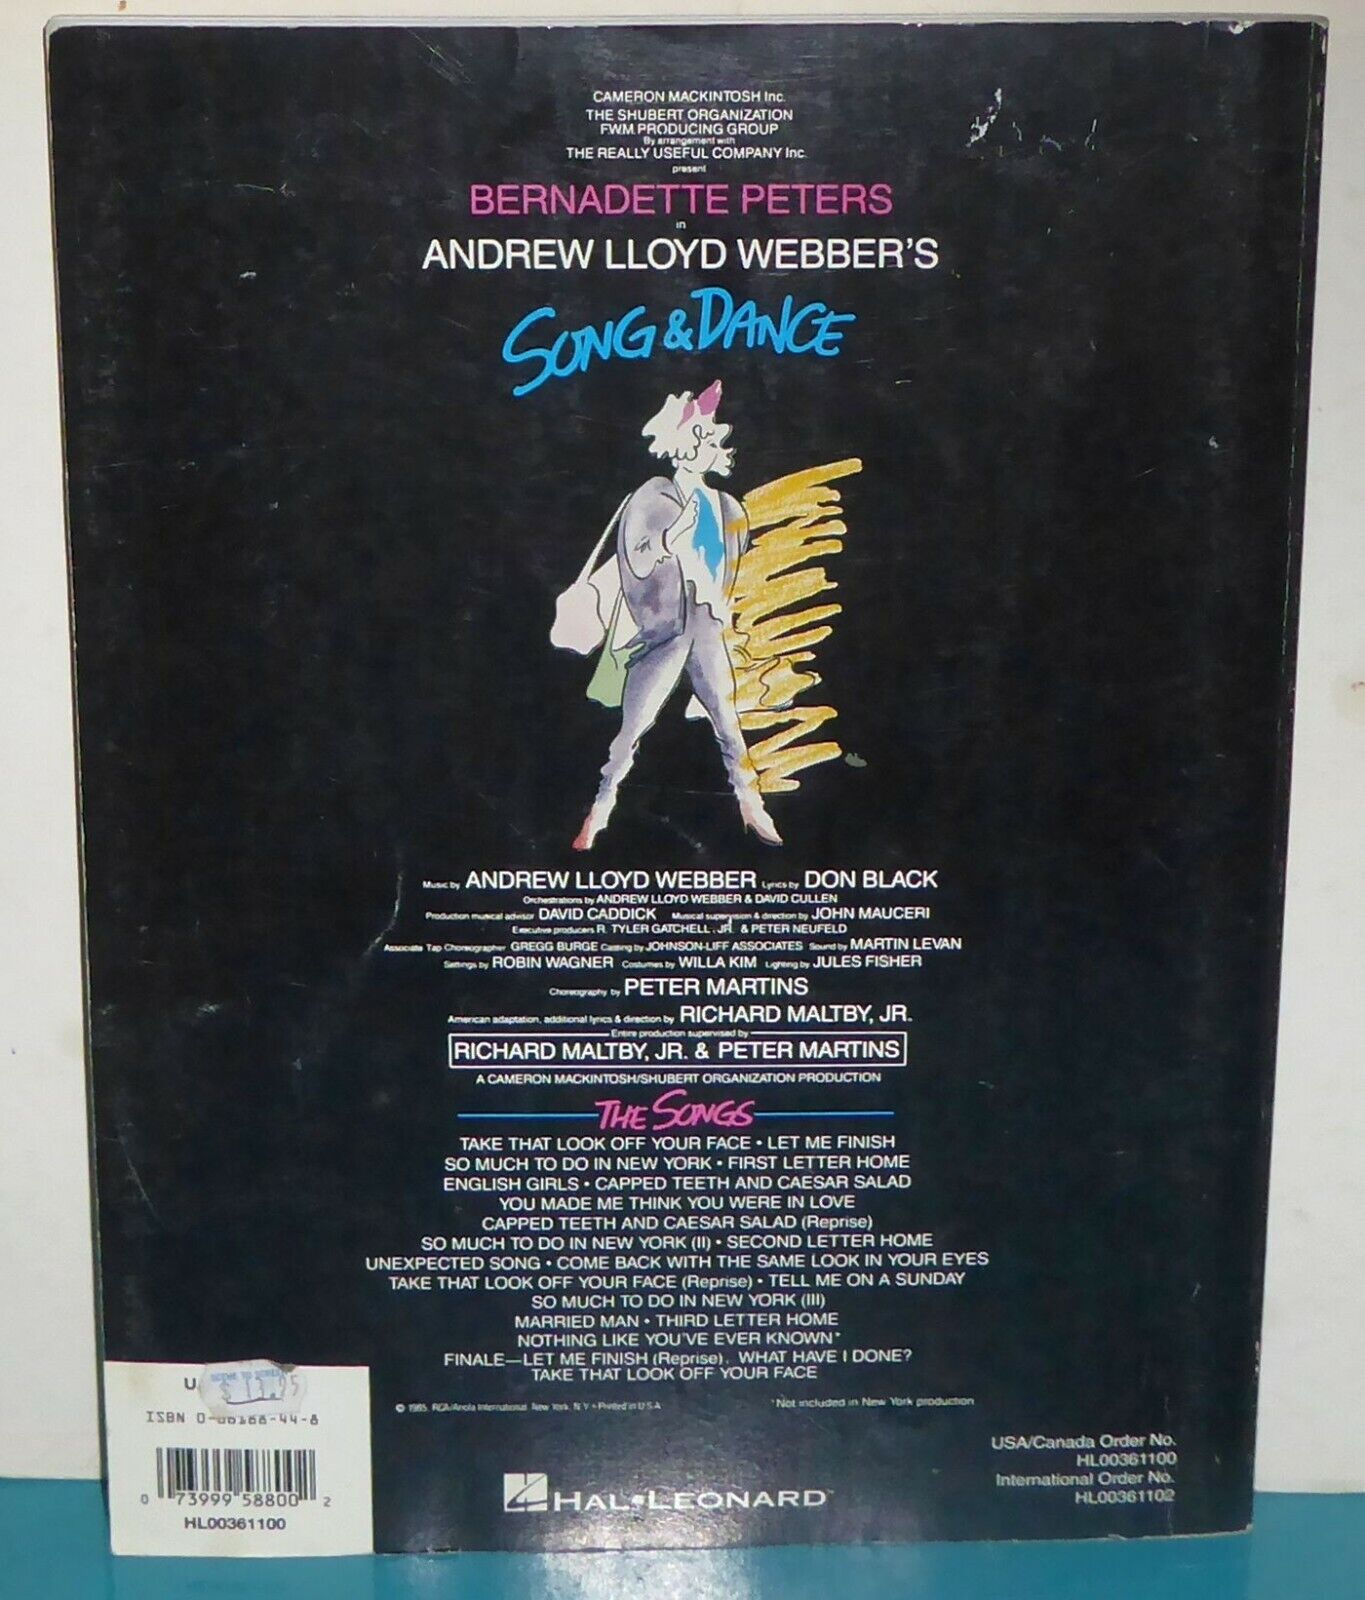 CAMERON MACKINTOSH Inc.
THE SHUBERT ORGANIZATION
FWM PRODUCING GROUP
By arrangement with
THE REALLY USEFUL COMPANY Inc.
present
BERNADETTE PETERS
in
ANDREW LLOYD WEBBER'S
SONG & DANCE
Music by ANDREW LLOYD WEBBER Lyrics by DON BLACK
Orchestrations by ANDREW LLOYD WEBBER & DAVID CULLEN
Production musical advisor DAVID CADDICK Musical supervision & direction by JOHN MAUCERI
Executive producers R. TYLER GATCHELL, JR. & PETER NEUFELD
Associate Tap Choreographer GREGG BURGE Casting by JOHNSON-LIFF ASSOCIATES Sound by MARTIN LEVAN
Settings by ROBIN WAGNER Costumes by WILLA KIM Lighting by JULES FISHER
Choreography by PETER MARTINS
American adaptation, additional lyrics & direction by RICHARD MALTBY, JR.
Entire production supervised by
RICHARD MALTBY, JR. & PETER MARTINS
A CAMERON MACKINTOSH/SHUBERT ORGANIZATION PRODUCTION
THE SONGS
TAKE THAT LOOK OFF YOUR FACE • LET ME FINISH
SO MUCH TO DO IN NEW YORK • FIRST LETTER HOME
ENGLISH GIRLS • CAPPED TEETH AND CAESAR SALAD
YOU MADE ME THINK YOU WERE IN LOVE
CAPPED TEETH AND CAESAR SALAD (Reprise)
SO MUCH TO DO IN NEW YORK (II) • SECOND LETTER HOME
UNEXPECTED SONG • COME BACK WITH THE SAME LOOK IN YOUR EYES
TAKE THAT LOOK OFF YOUR FACE (Reprise) • TELL ME ON A SUNDAY
SO MUCH TO DO IN NEW YORK (III)
MARRIED MAN • THIRD LETTER HOME
NOTHING LIKE YOU'VE EVER KNOWN*
FINALE—LET ME FINISH (Reprise), WHAT HAVE I DONE?
TAKE THAT LOOK OFF YOUR FACE
© 1985, RCA/Ariola International, New York, N.Y. • Printed in U.S.A.
*Not included in New York production
U
$ 13.95
ISBN 0-88188-44-8
0 73999 58800 2
HL00361100
HAL•LEONARD™
USA/Canada Order No.
HL00361100
International Order No.
HL00361102